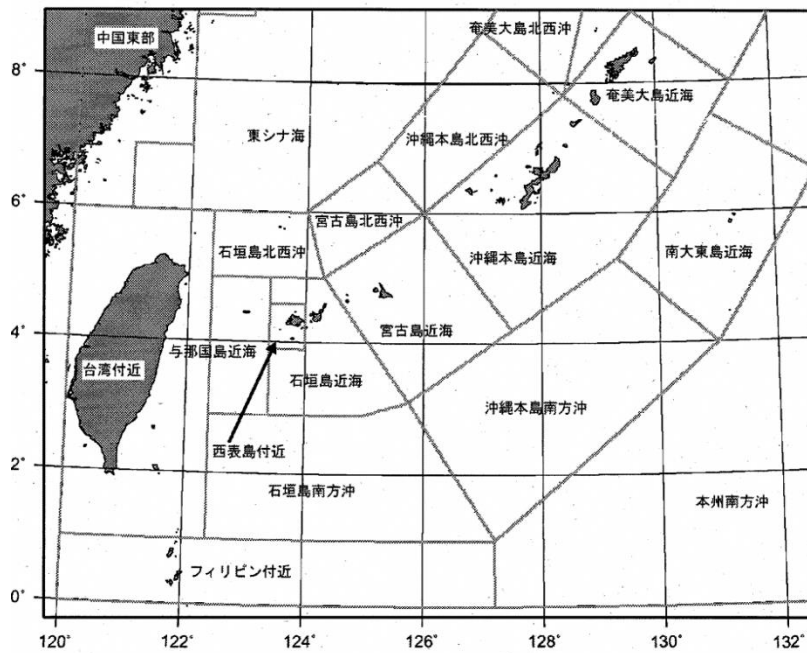 中国東部
奄美大島北西沖
8°
奄美大島近海
東シナ海
沖縄本島北西沖
6°
宮古島北西沖
石垣島北西沖
沖縄本島近海
南大東島近海
4°
宮古島近海
与那国島近海
台湾付近
石垣島近海
沖縄本島南方沖
西表島付近
2°
石垣島南方沖
本州南方沖
フィリピン付近
0°
120° 122° 124° 126° 128° 130° 132°